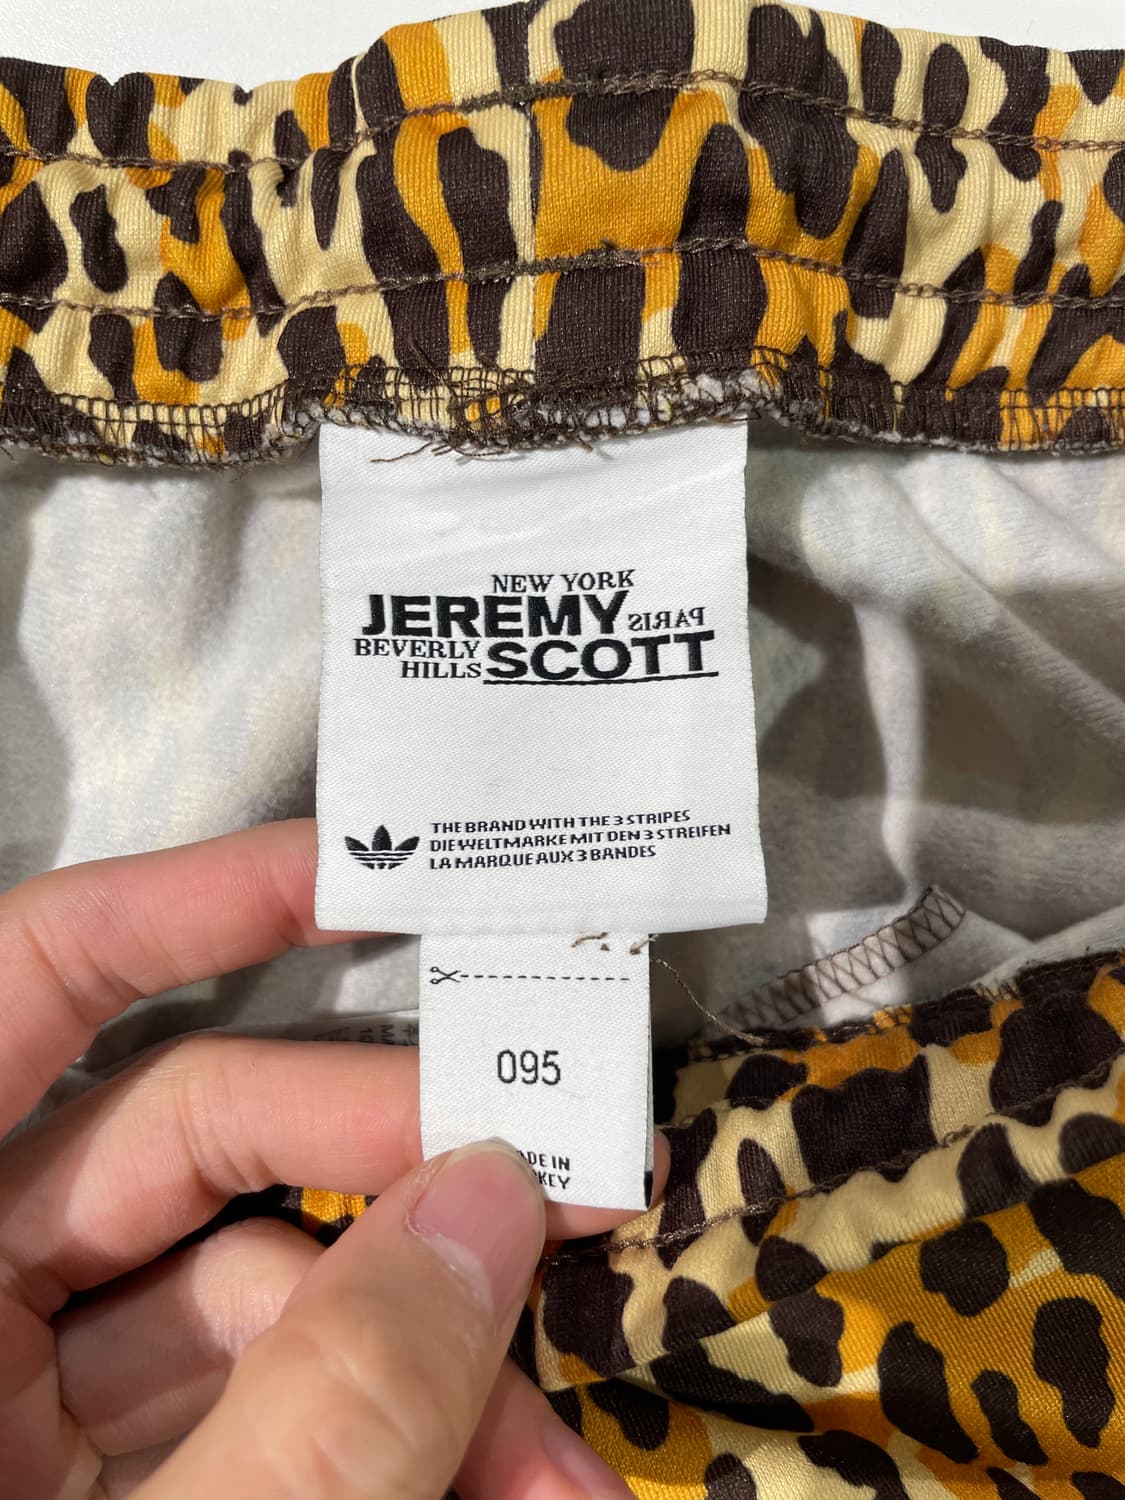 NEW YORK
JEREMY PARIS
BEVERLY
HILLS SCOTT
THE BRAND WITH THE 3 STRIPES
DIE WELTMARKE MIT DEN 3 STREIFEN
LA MARQUE AUX 3 BANDES
095
IN